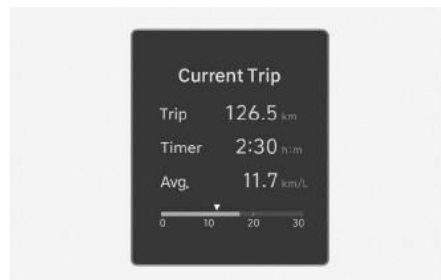 Current Trip
Trip 126.5 km
Timer 2:30 h:m
Avg. 11.7 km/L
0 10 20 30